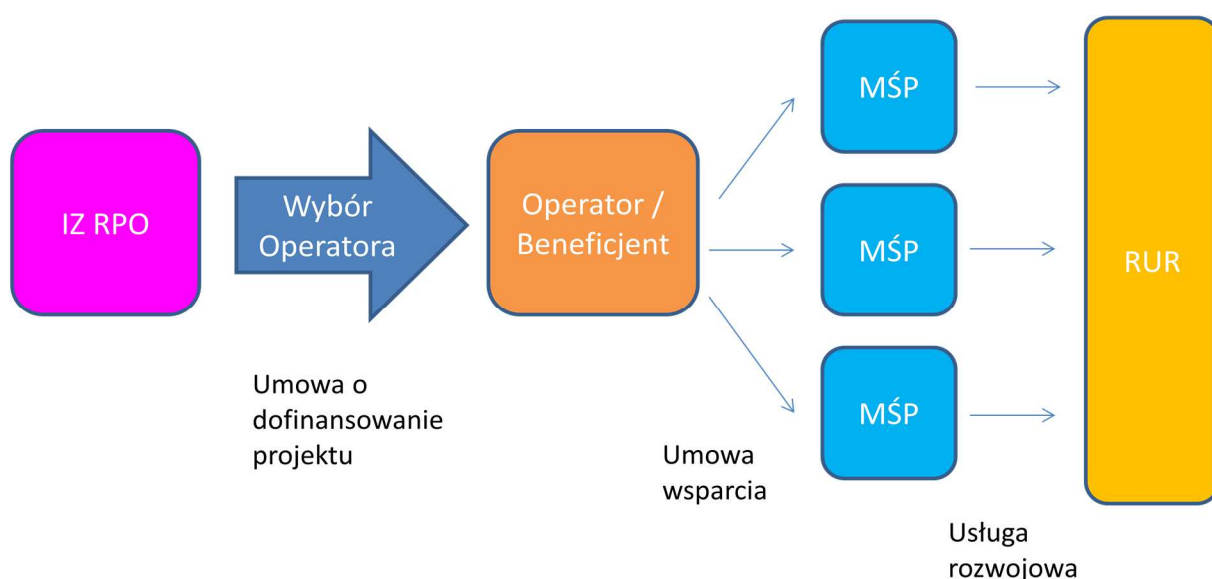 IZ RPO
Wybór
Operatora
Umowa o
dofinansowanie
projektu
Operator /
Beneficjent
Umowa
wsparcia
MŚP
MŚP
MŚP
Usługa
rozwojowa
RUR